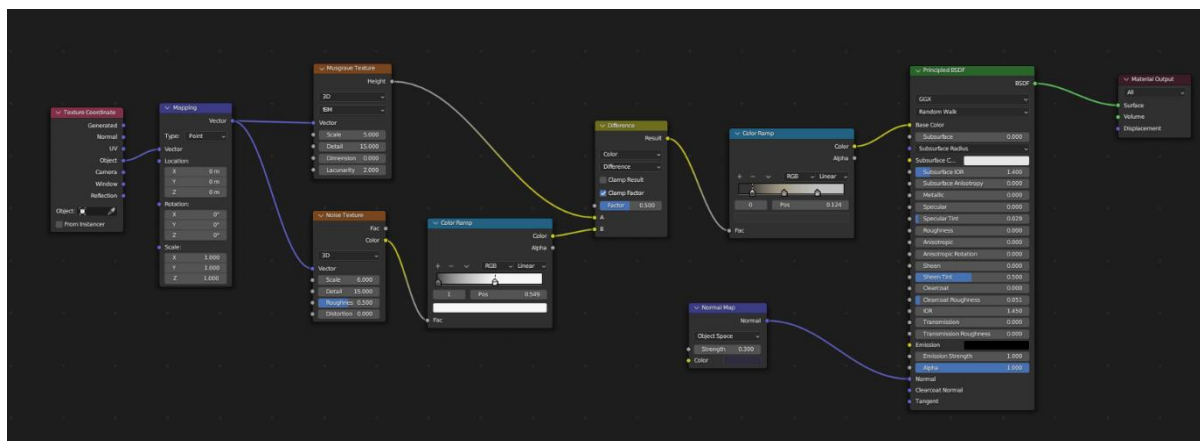 Texture Coordinate
Generated
Normal
UV
Object
Camera
Window
Reflection
Object:
From Instancer
Mapping
Vector
Type: Point
Vector
Location:
X 0 m
Y 0 m
Z 0 m
Rotation:
X 0°
Y 0°
Z 0°
Scale:
X 1.000
Y 1.000
Z 1.000
Musgrave Texture
Height
3D
fBM
Vector
Scale 5.000
Detail 15.000
Dimension 0.000
Lacunarity 2.000
Noise Texture
Fac
Color
3D
Vector
Scale 6.000
Detail 15.000
Roughness 0.500
Distortion 0.000
Color Ramp
Color
Alpha
RGB Linear
1 Pos 0.549
Fac
Difference
Result
Color
Difference
Clamp Result
Clamp Factor
Factor 0.500
A
B
Color Ramp
Color
Alpha
RGB Linear
0 Pos 0.124
Fac
Normal Map
Normal
Object Space
Strength 0.300
Color
Principled BSDF
BSDF
GGX
Random Walk
Base Color
Subsurface 0.000
Subsurface Radius
Subsurface C...
Subsurface IOR 1.400
Subsurface Anisotropy 0.000
Metallic 0.000
Specular 0.000
Specular Tint 0.029
Roughness 0.000
Anisotropic 0.000
Anisotropic Rotation 0.000
Sheen 0.000
Sheen Tint 0.500
Clearcoat 0.000
Clearcoat Roughness 0.051
IOR 1.450
Transmission 0.000
Transmission Roughness 0.000
Emission
Emission Strength 1.000
Alpha 1.000
Normal
Clearcoat Normal
Tangent
Material Output
All
Surface
Volume
Displacement